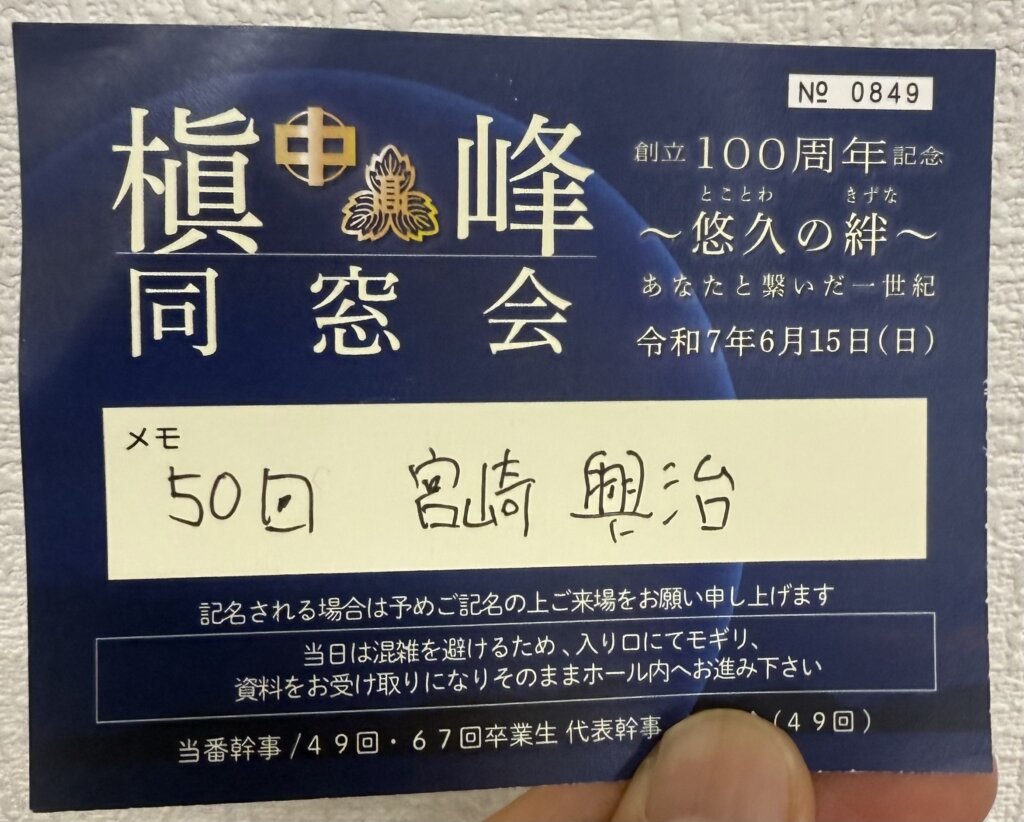 № 0849
槇 中 眞 峰
同窓会
創立100周年記念
とことわ きずな
～悠久の絆～
あなたと繋いだ一世紀
令和7年6月15日(日)
メモ
50回 宮崎 興治
記名される場合は予めご記名の上ご来場をお願い申し上げます
当日は混雑を避けるため、入り口にてモギリ、
資料をお受け取りになりそのままホール内へお進み下さい
当番幹事/49回・67回卒業生 代表幹事 (49回)